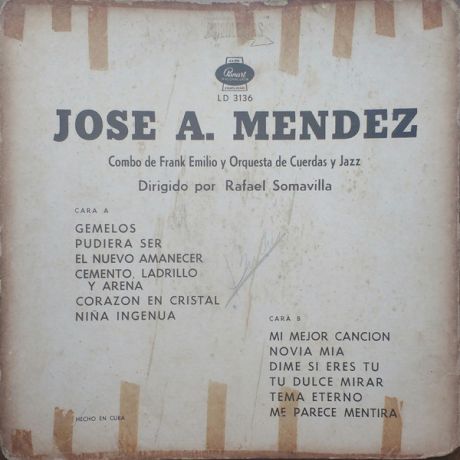 Panart
LD 3136
JOSE A. MENDEZ
Combo de Frank Emilio y Orquesta de Cuerdas y Jazz
Dirigido por Rafael Somavilla
CARA A
GEMELOS
PUDIERA SER
EL NUEVO AMANECER
CEMENTO, LADRILLO
Y ARENA
CORAZON EN CRISTAL
NIÑA INGENUA
CARA B
MI MEJOR CANCION
NOVIA MIA
DIME SI ERES TU
TU DULCE MIRAR
TEMA ETERNO
ME PARECE MENTIRA
HECHO EN CUBA